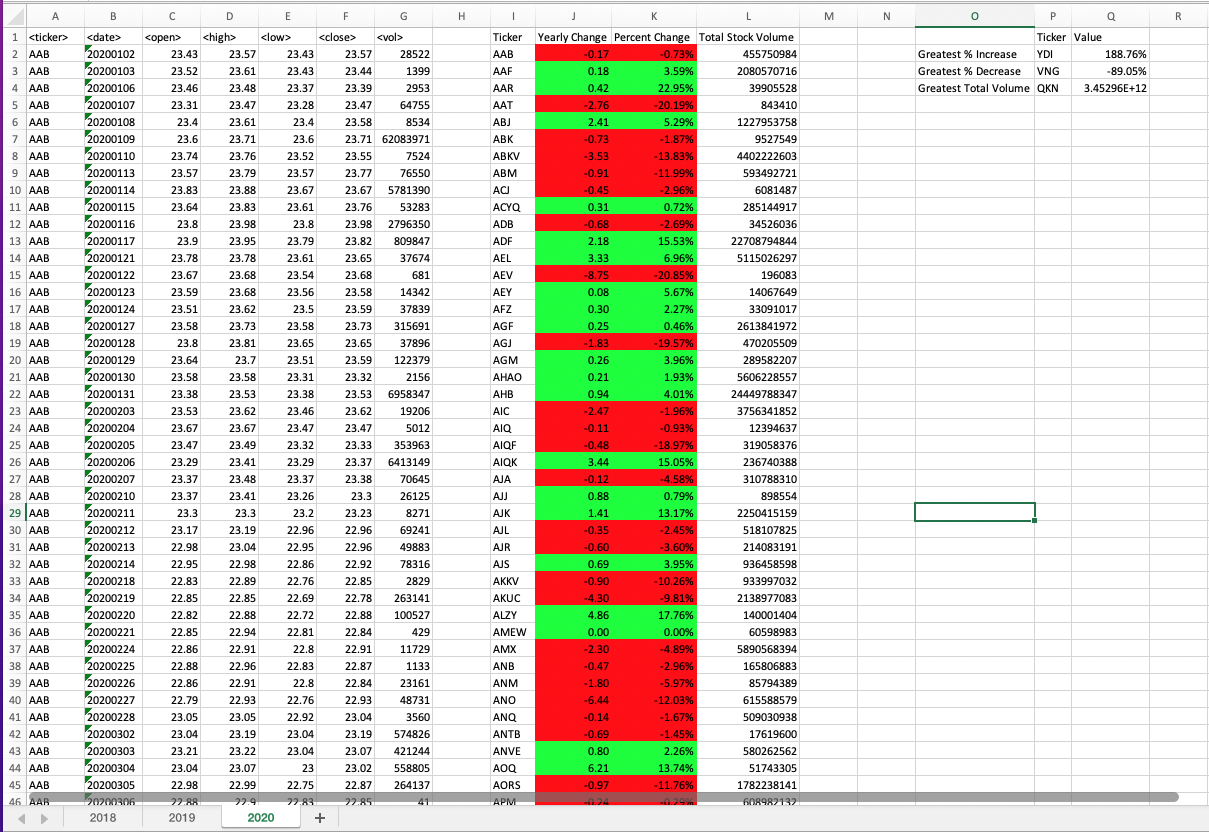 A B C D E F G H I J K L M N O P Q R
1 <ticker> <date> <open> <high> <low> <close> <vol> Ticker Yearly Change Percent Change Total Stock Volume Ticker Value
2 AAB 20200102 23.43 23.57 23.43 23.57 28522 AAB -0.17 -0.73% 455750984 Greatest % Increase YDI 188.76%
3 AAB 20200103 23.52 23.61 23.43 23.44 1399 AAF 0.18 3.59% 2080570716 Greatest % Decrease VNG -89.05%
4 AAB 20200106 23.46 23.48 23.37 23.39 2953 AAR 0.42 22.95% 39905528 Greatest Total Volume QKN 3.45296E+12
5 AAB 20200107 23.31 23.47 23.28 23.47 64755 AAT -2.76 -20.19% 843410
6 AAB 20200108 23.4 23.61 23.4 23.58 8534 ABJ 2.41 5.29% 1227953758
7 AAB 20200109 23.6 23.71 23.6 23.71 62083971 ABK -0.73 -1.87% 9527549
8 AAB 20200110 23.74 23.76 23.52 23.55 7524 ABKV -3.53 -13.83% 4402222603
9 AAB 20200113 23.57 23.79 23.57 23.77 76550 ABM -0.91 -11.99% 593492721
10 AAB 20200114 23.83 23.88 23.67 23.67 5781390 ACJ -0.45 -2.96% 6081487
11 AAB 20200115 23.64 23.83 23.61 23.76 53283 ACYQ 0.31 0.72% 285144917
12 AAB 20200116 23.8 23.98 23.8 23.98 2796350 ADB -0.68 -2.69% 34526036
13 AAB 20200117 23.9 23.95 23.79 23.82 809847 ADF 2.18 15.53% 22708794844
14 AAB 20200121 23.78 23.78 23.61 23.65 37674 AEL 3.33 6.96% 5115026297
15 AAB 20200122 23.67 23.68 23.54 23.68 681 AEV -8.75 -20.85% 196083
16 AAB 20200123 23.59 23.68 23.56 23.58 14342 AEY 0.08 5.67% 14067649
17 AAB 20200124 23.51 23.62 23.5 23.59 37839 AFZ 0.30 2.27% 33091017
18 AAB 20200127 23.58 23.73 23.58 23.73 315691 AGF 0.25 0.46% 2613841972
19 AAB 20200128 23.8 23.81 23.65 23.65 37896 AGJ -1.83 -19.57% 470205509
20 AAB 20200129 23.64 23.7 23.51 23.59 122379 AGM 0.26 3.96% 289582207
21 AAB 20200130 23.58 23.58 23.31 23.32 2156 AHAO 0.21 1.93% 5606228557
22 AAB 20200131 23.38 23.53 23.38 23.53 6958347 AHB 0.94 4.01% 24449788347
23 AAB 20200203 23.53 23.62 23.46 23.62 19206 AIC -2.47 -1.96% 3756341852
24 AAB 20200204 23.67 23.67 23.47 23.47 5012 AIQ -0.11 -0.93% 12394637
25 AAB 20200205 23.47 23.49 23.32 23.33 353963 AIQF -0.48 -18.97% 319058376
26 AAB 20200206 23.29 23.41 23.29 23.37 6413149 AIQK 3.44 15.05% 236740388
27 AAB 20200207 23.37 23.48 23.37 23.38 70645 AJA -0.12 -4.58% 310788310
28 AAB 20200210 23.37 23.41 23.26 23.3 26125 AJJ 0.88 0.79% 898554
29 AAB 20200211 23.3 23.3 23.2 23.23 8271 AJK 1.41 13.17% 2250415159
30 AAB 20200212 23.17 23.19 22.96 22.96 69241 AJL -0.35 -2.45% 518107825
31 AAB 20200213 22.98 23.04 22.95 22.96 49883 AJR -0.60 -3.60% 214083191
32 AAB 20200214 22.95 22.98 22.86 22.92 78316 AJS 0.69 3.95% 936458598
33 AAB 20200218 22.83 22.89 22.76 22.85 2829 AKKV -0.90 -10.26% 933997032
34 AAB 20200219 22.85 22.85 22.69 22.78 263141 AKUC -4.30 -9.81% 2138977083
35 AAB 20200220 22.82 22.88 22.72 22.88 100527 ALZY 4.86 17.76% 140001404
36 AAB 20200221 22.85 22.94 22.81 22.84 429 AMEW 0.00 0.00% 60598983
37 AAB 20200224 22.86 22.91 22.8 22.91 11729 AMX -2.30 -4.89% 5890568394
38 AAB 20200225 22.88 22.96 22.83 22.87 1133 ANB -0.47 -2.96% 165806883
39 AAB 20200226 22.86 22.91 22.8 22.84 23161 ANM -1.80 -5.97% 85794389
40 AAB 20200227 22.79 22.93 22.76 22.93 48731 ANO -6.44 -12.03% 615588579
41 AAB 20200228 23.05 23.05 22.92 23.04 3560 ANQ -0.14 -1.67% 509030938
42 AAB 20200302 23.04 23.19 23.04 23.19 574826 ANTB -0.69 -1.45% 17619600
43 AAB 20200303 23.21 23.22 23.04 23.07 421244 ANVE 0.80 2.26% 580262562
44 AAB 20200304 23.04 23.07 23 23.02 558805 AOQ 6.21 13.74% 51743305
45 AAB 20200305 22.98 22.99 22.75 22.87 264137 AORS -0.97 -11.76% 1782238141
46 AAB 20200306 22.88 22.9 22.83 22.85 41 APM -0.24 -0.29% 608982132
2018 2019 2020 +